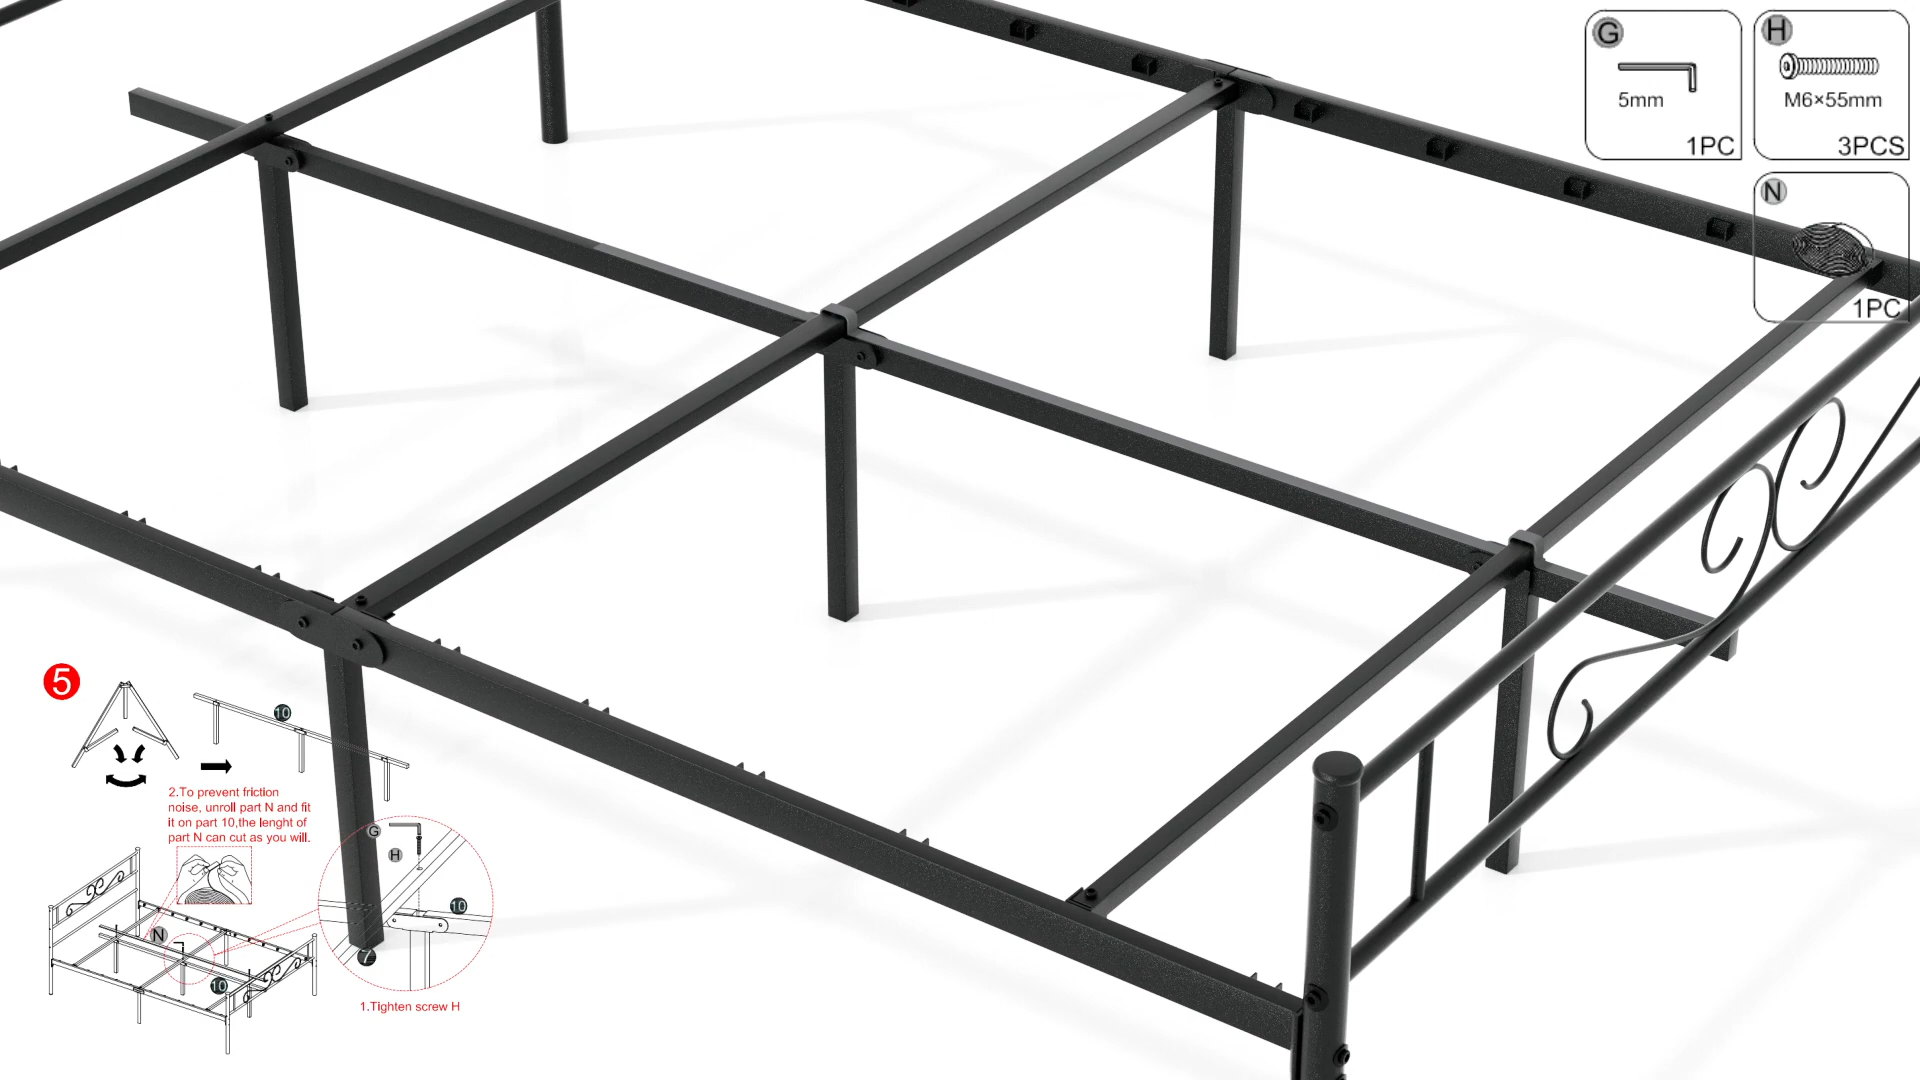 G
5mm
1PC
H
M6×55mm
3PCS
N
1PC
5
10
2.To prevent friction
noise, unroll part N and fit
it on part 10,the lenght of
part N can cut as you will.
G
H
10
7
N
10
1.Tighten screw H